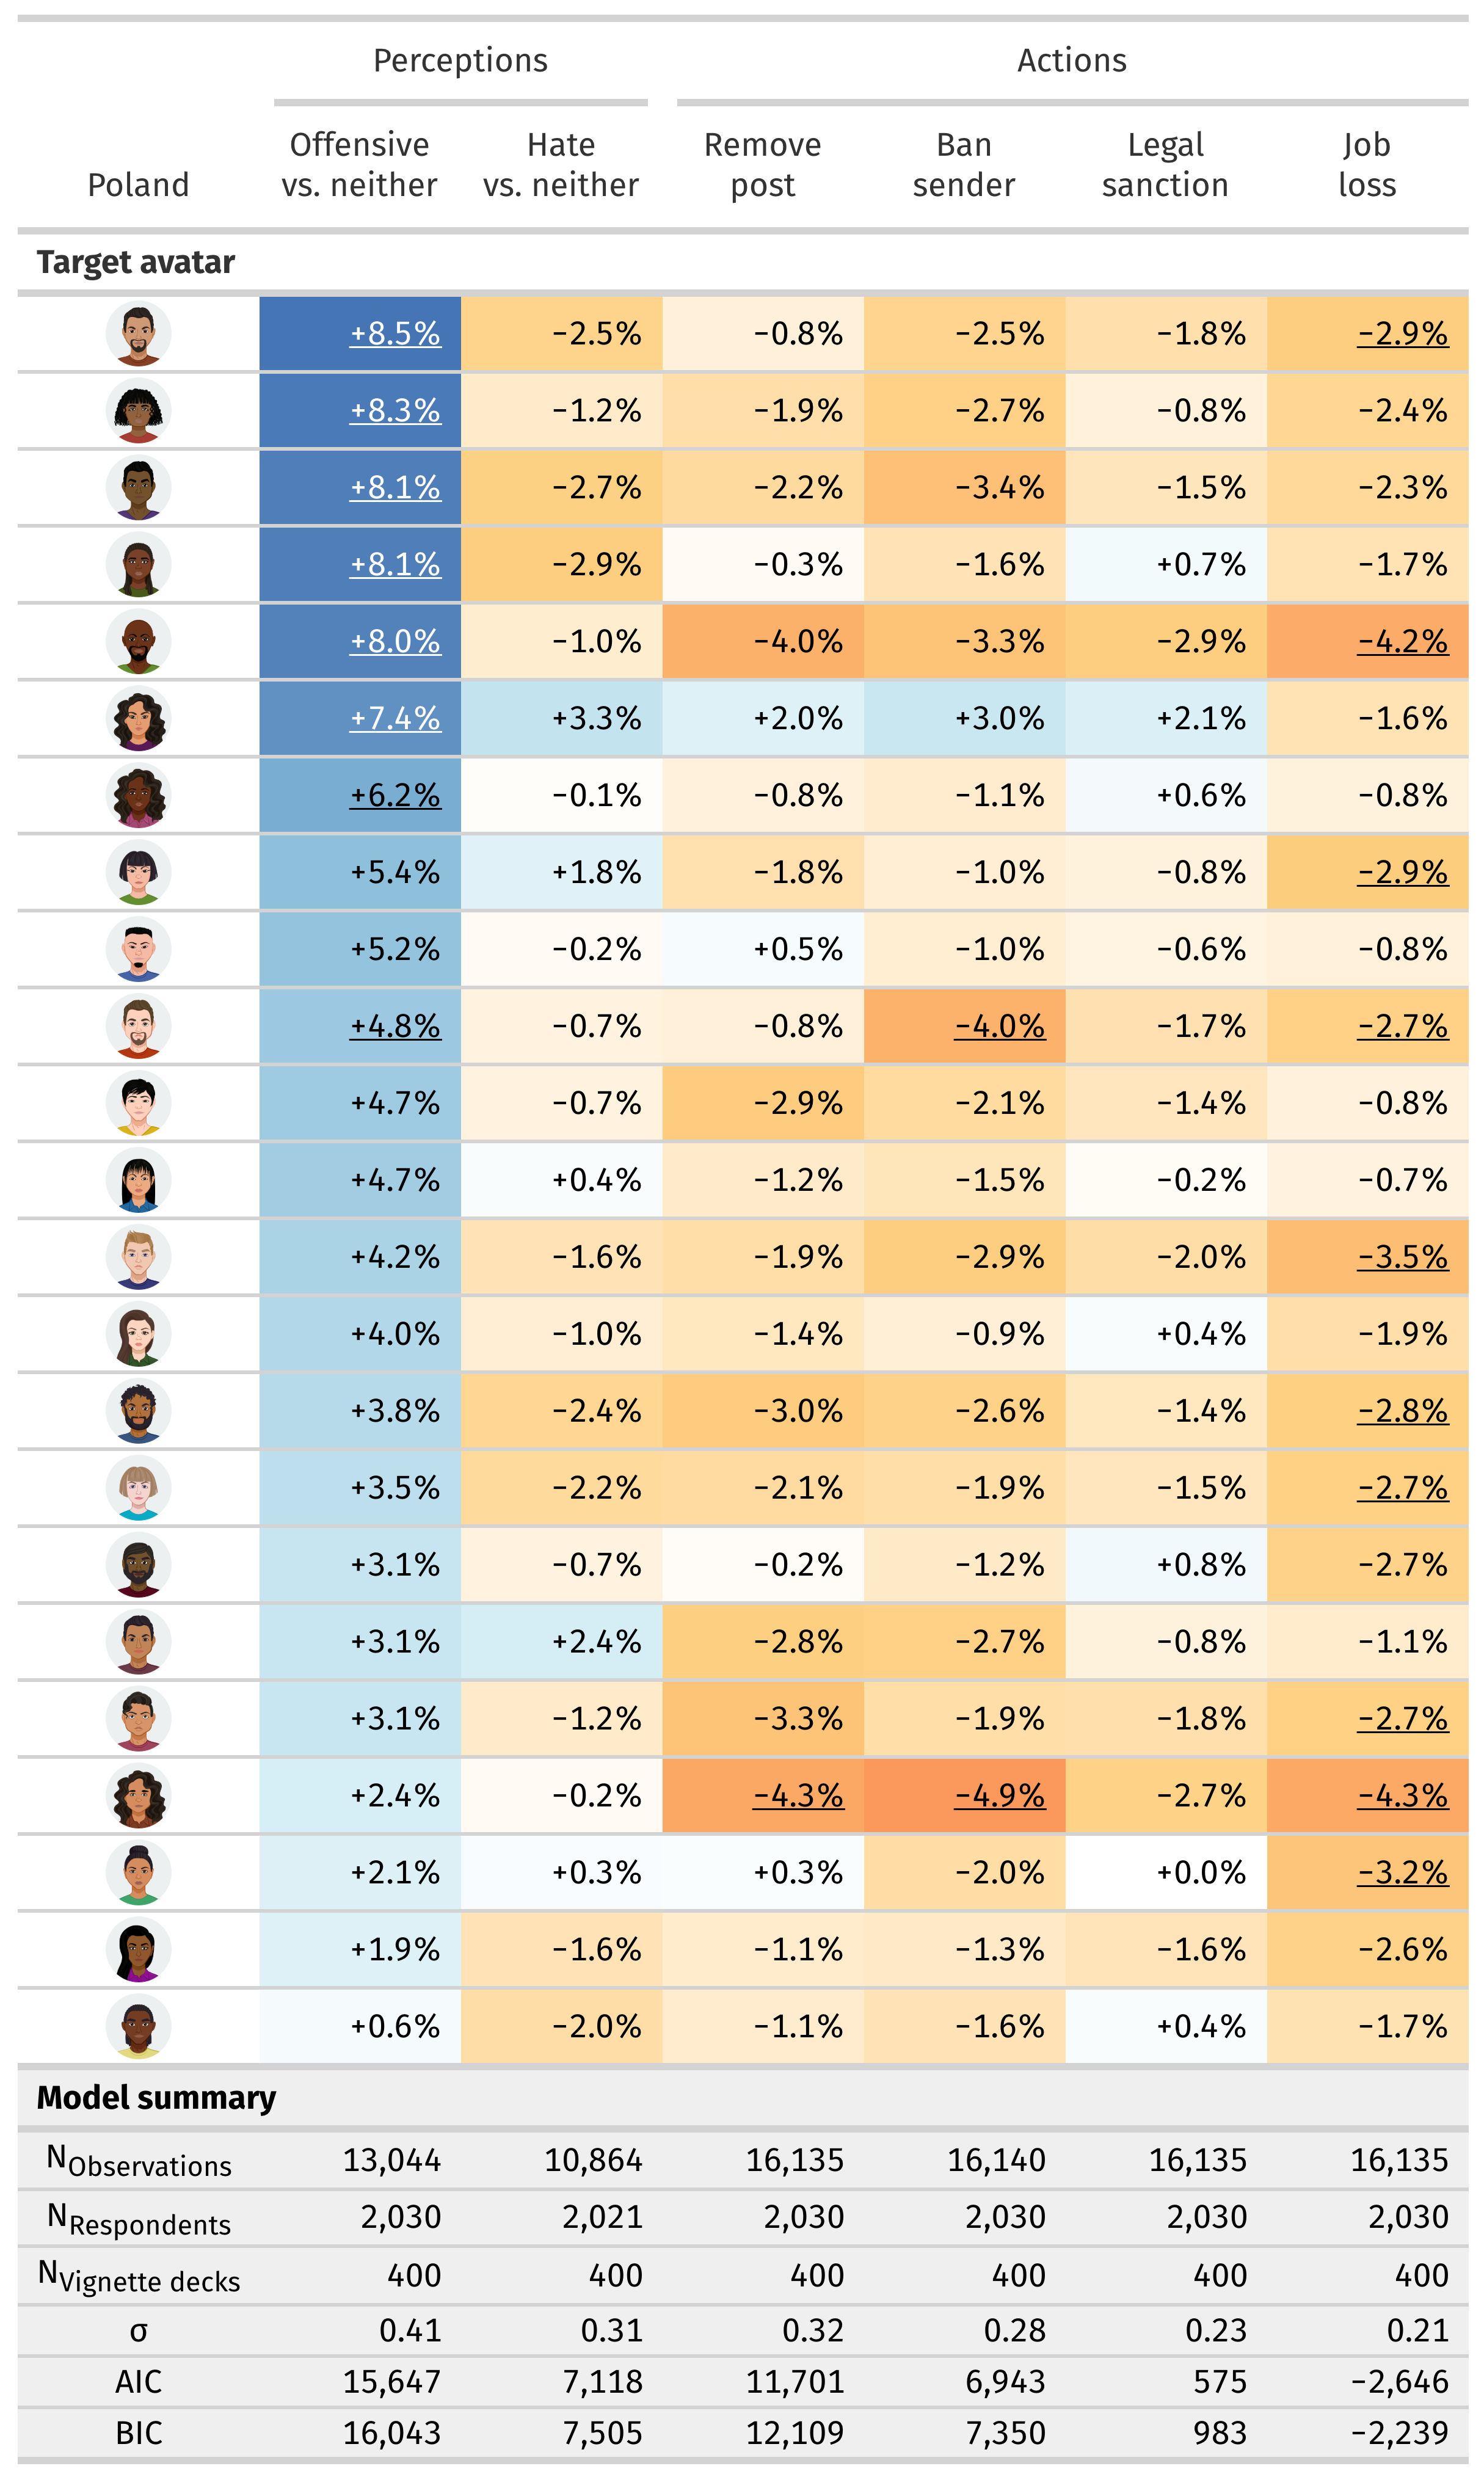 Perceptions Actions
Offensive Hate Remove Ban Legal Job
Poland vs. neither vs. neither post sender sanction loss
Target avatar
+8.5% −2.5% −0.8% −2.5% −1.8% −2.9%
+8.3% −1.2% −1.9% −2.7% −0.8% −2.4%
+8.1% −2.7% −2.2% −3.4% −1.5% −2.3%
+8.1% −2.9% −0.3% −1.6% +0.7% −1.7%
+8.0% −1.0% −4.0% −3.3% −2.9% −4.2%
+7.4% +3.3% +2.0% +3.0% +2.1% −1.6%
+6.2% −0.1% −0.8% −1.1% +0.6% −0.8%
+5.4% +1.8% −1.8% −1.0% −0.8% −2.9%
+5.2% −0.2% +0.5% −1.0% −0.6% −0.8%
+4.8% −0.7% −0.8% −4.0% −1.7% −2.7%
+4.7% −0.7% −2.9% −2.1% −1.4% −0.8%
+4.7% +0.4% −1.2% −1.5% −0.2% −0.7%
+4.2% −1.6% −1.9% −2.9% −2.0% −3.5%
+4.0% −1.0% −1.4% −0.9% +0.4% −1.9%
+3.8% −2.4% −3.0% −2.6% −1.4% −2.8%
+3.5% −2.2% −2.1% −1.9% −1.5% −2.7%
+3.1% −0.7% −0.2% −1.2% +0.8% −2.7%
+3.1% +2.4% −2.8% −2.7% −0.8% −1.1%
+3.1% −1.2% −3.3% −1.9% −1.8% −2.7%
+2.4% −0.2% −4.3% −4.9% −2.7% −4.3%
+2.1% +0.3% +0.3% −2.0% +0.0% −3.2%
+1.9% −1.6% −1.1% −1.3% −1.6% −2.6%
+0.6% −2.0% −1.1% −1.6% +0.4% −1.7%
Model summary
NObservations 13,044 10,864 16,135 16,140 16,135 16,135
NRespondents 2,030 2,021 2,030 2,030 2,030 2,030
NVignette decks 400 400 400 400 400 400
σ 0.41 0.31 0.32 0.28 0.23 0.21
AIC 15,647 7,118 11,701 6,943 575 −2,646
BIC 16,043 7,505 12,109 7,350 983 −2,239